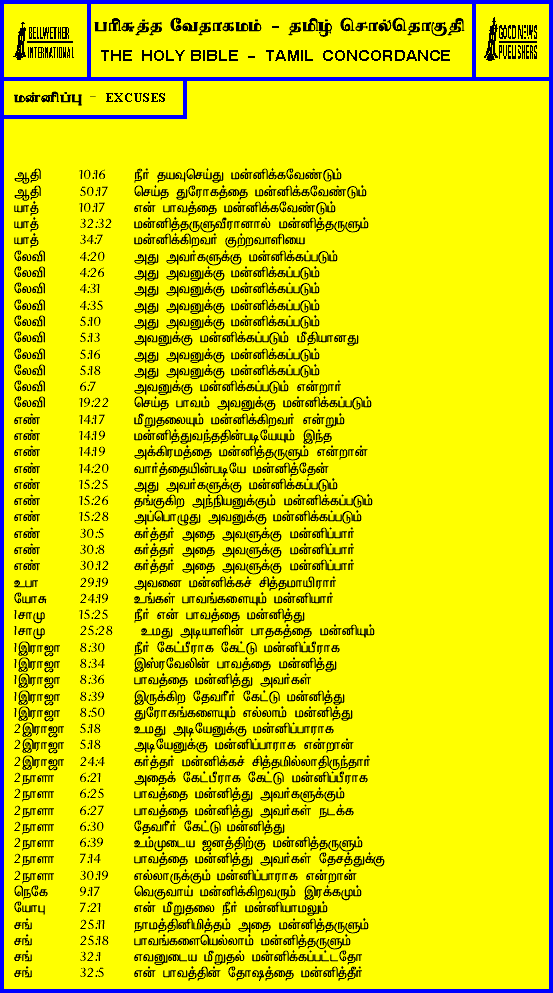 BELLWETHER
INTERNATIONAL
பரிசுத்த வேதாகமம் - தமிழ் சொல்தொகுதி
THE HOLY BIBLE - TAMIL CONCORDANCE
GOOD NEWS
PUBLISHERS
மன்னிப்பு - EXCUSES
ஆதி 10:16 நீர் தயவுசெய்து மன்னிக்கவேண்டும்
ஆதி 50:17 செய்த துரோகத்தை மன்னிக்கவேண்டும்
யாத் 10:17 என் பாவத்தை மன்னிக்கவேண்டும்
யாத் 32:32 மன்னித்தருளுவீரானால் மன்னித்தருளும்
யாத் 34:7 மன்னிக்கிறவர் குற்றவாளியை
லேவி 4:20 அது அவர்களுக்கு மன்னிக்கப்படும்
லேவி 4:26 அது அவனுக்கு மன்னிக்கப்படும்
லேவி 4:31 அது அவனுக்கு மன்னிக்கப்படும்
லேவி 4:35 அது அவனுக்கு மன்னிக்கப்படும்
லேவி 5:10 அது அவனுக்கு மன்னிக்கப்படும்
லேவி 5:13 அவனுக்கு மன்னிக்கப்படும் மீதியானது
லேவி 5:16 அது அவனுக்கு மன்னிக்கப்படும்
லேவி 5:18 அது அவனுக்கு மன்னிக்கப்படும்
லேவி 6:7 அவனுக்கு மன்னிக்கப்படும் என்றார்
லேவி 19:22 செய்த பாவம் அவனுக்கு மன்னிக்கப்படும்
எண் 14:17 மீறுதலையும் மன்னிக்கிறவர் என்றும்
எண் 14:19 மன்னித்துவந்ததின்படியேயும் இந்த
எண் 14:19 அக்கிரமத்தை மன்னித்தருளும் என்றான்
எண் 14:20 வார்த்தையின்படியே மன்னித்தேன்
எண் 15:25 அது அவர்களுக்கு மன்னிக்கப்படும்
எண் 15:26 தங்குகிற அந்நியனுக்கும் மன்னிக்கப்படும்
எண் 15:28 அப்பொழுது அவனுக்கு மன்னிக்கப்படும்
எண் 30:5 கர்த்தர் அதை அவளுக்கு மன்னிப்பார்
எண் 30:8 கர்த்தர் அதை அவளுக்கு மன்னிப்பார்
எண் 30:12 கர்த்தர் அதை அவளுக்கு மன்னிப்பார்
உபா 29:19 அவனை மன்னிக்கச் சித்தமாயிரார்
யோசு 24:19 உங்கள் பாவங்களையும் மன்னியார்
1சாமு 15:25 நீர் என் பாவத்தை மன்னித்து
1சாமு 25:28 உமது அடியாளின் பாதகத்தை மன்னியும்
1இராஜா 8:30 நீர் கேட்பீராக கேட்டு மன்னிப்பீராக
1இராஜா 8:34 இஸ்ரவேலின் பாவத்தை மன்னித்து
1இராஜா 8:36 பாவத்தை மன்னித்து அவர்கள்
1இராஜா 8:39 இருக்கிற தேவரீர் கேட்டு மன்னித்து
1இராஜா 8:50 துரோகங்களையும் எல்லாம் மன்னித்து
2இராஜா 5:18 உமது அடியேனுக்கு மன்னிப்பாராக
2இராஜா 5:18 அடியேனுக்கு மன்னிப்பாராக என்றான்
2இராஜா 24:4 கர்த்தர் மன்னிக்கச் சித்தமில்லாதிருந்தார்
2நாளா 6:21 அதைக் கேட்பீராக கேட்டு மன்னிப்பீராக
2நாளா 6:25 பாவத்தை மன்னித்து அவர்களுக்கும்
2நாளா 6:27 பாவத்தை மன்னித்து அவர்கள் நடக்க
2நாளா 6:30 தேவரீர் கேட்டு மன்னித்து
2நாளா 6:39 உம்முடைய ஜனத்திற்கு மன்னித்தருளும்
2நாளா 7:14 பாவத்தை மன்னித்து அவர்கள் தேசத்துக்கு
2நாளா 30:19 எல்லாருக்கும் மன்னிப்பாராக என்றான்
நெகே 9:17 வெகுவாய் மன்னிக்கிறவரும் இரக்கமும்
யோபு 7:21 என் மீறுதலை நீர் மன்னியாமலும்
சங் 25:11 நாமத்தினிமித்தம் அதை மன்னித்தருளும்
சங் 25:18 பாவங்களையெல்லாம் மன்னித்தருளும்
சங் 32:1 எவனுடைய மீறுதல் மன்னிக்கப்பட்டதோ
சங் 32:5 என் பாவத்தின் தோஷத்தை மன்னித்தீர்